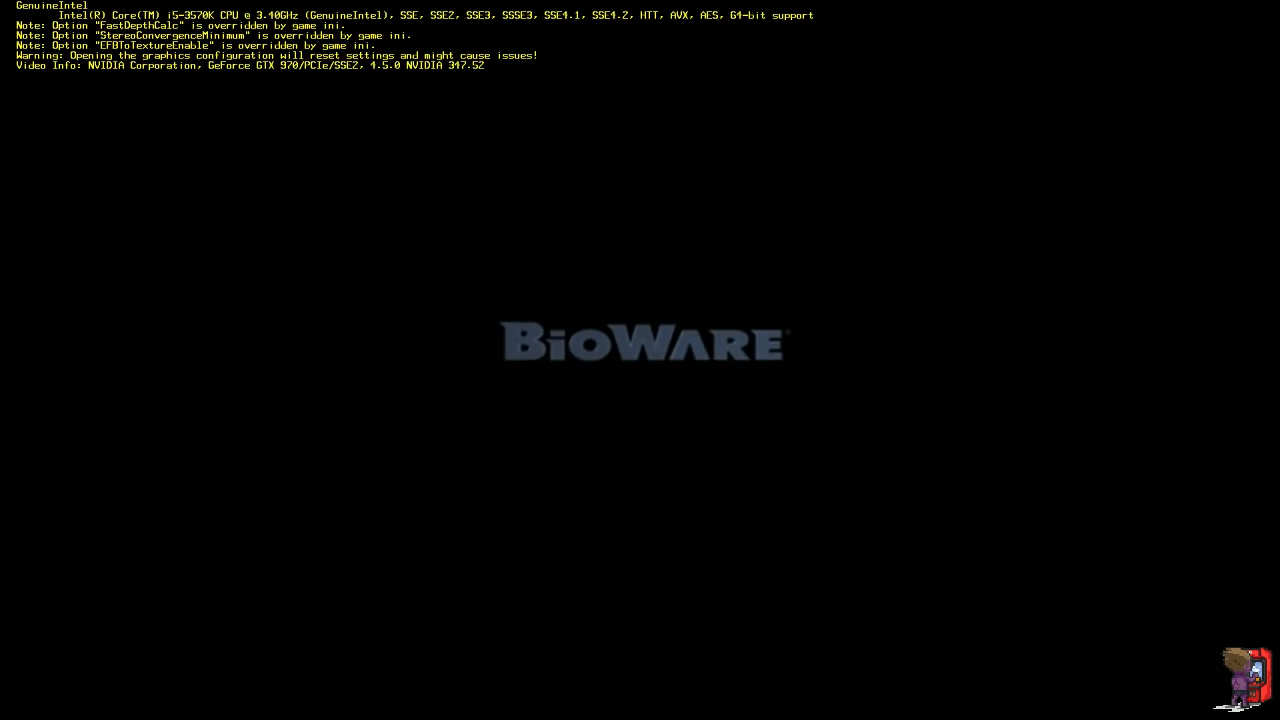 GenuineIntel
Intel(R) Core(TM) i5-3570K CPU @ 3.40GHz (GenuineIntel), SSE, SSE2, SSE3, SSSE3, SSE4.1, SSE4.2, HTT, AVX, AES, 64-bit support
Note: Option "FastDepthCalc" is overridden by game ini.
Note: Option "StereoConvergenceMinimum" is overridden by game ini.
Note: Option "EFBToTextureEnable" is overridden by game ini.
Warning: Opening the graphics configuration will reset settings and might cause issues!
Video Info: NVIDIA Corporation, GeForce GTX 970/PCIe/SSE2, 4.5.0 NVIDIA 347.52
BIOWARE